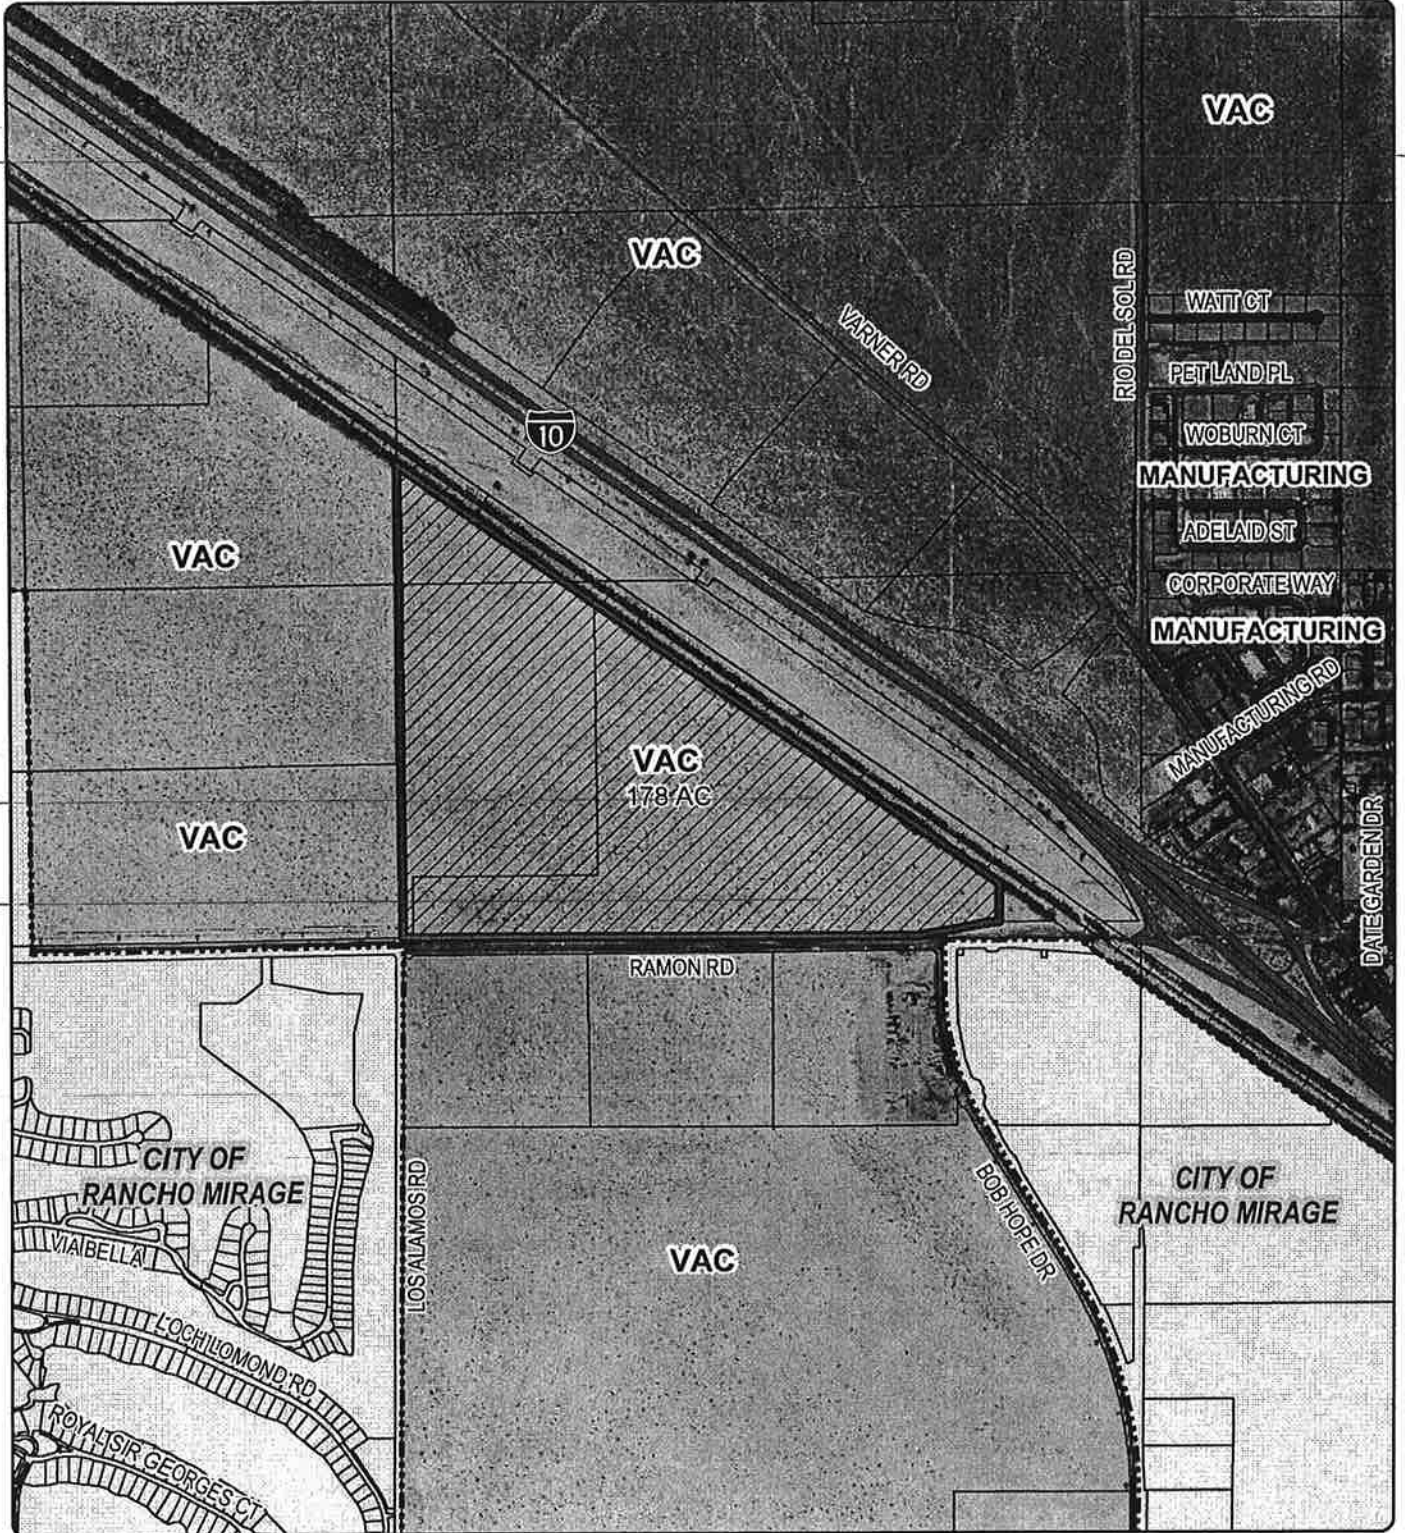 VAC
VAC
RIO DEL SOL RD
WATT CT
VARNER RD
PET LAND PL
10
WOBURN CT
MANUFACTURING
ADELAID ST
VAC
CORPORATE WAY
MANUFACTURING
MANUFACTURING RD
VAC
178 AC
VAC
DATE GARDEN DR
RAMON RD
CITY OF
RANCHO MIRAGE
CITY OF
RANCHO MIRAGE
LOS ALAMOS RD
BOB HOPE DR
VIA BELLA
VAC
LOCH LOMOND RD
ROYAL SIR GEORGES CT